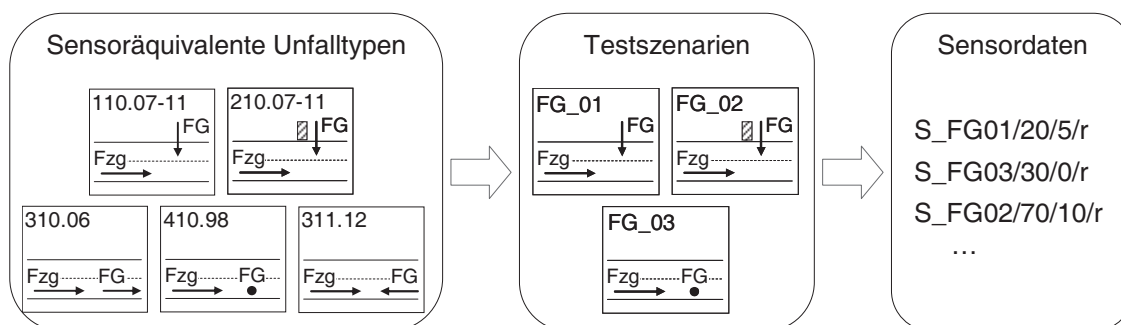 Sensoräquivalente Unfalltypen
110.07-11
FG
Fzg
210.07-11
FG
Fzg
310.06
Fzg
FG
410.98
Fzg
FG
311.12
Fzg
FG
Testszenarien
FG_01
FG
Fzg
FG_02
FG
Fzg
FG_03
Fzg
FG
Sensordaten
S_FG01/20/5/r
S_FG03/30/0/r
S_FG02/70/10/r
...